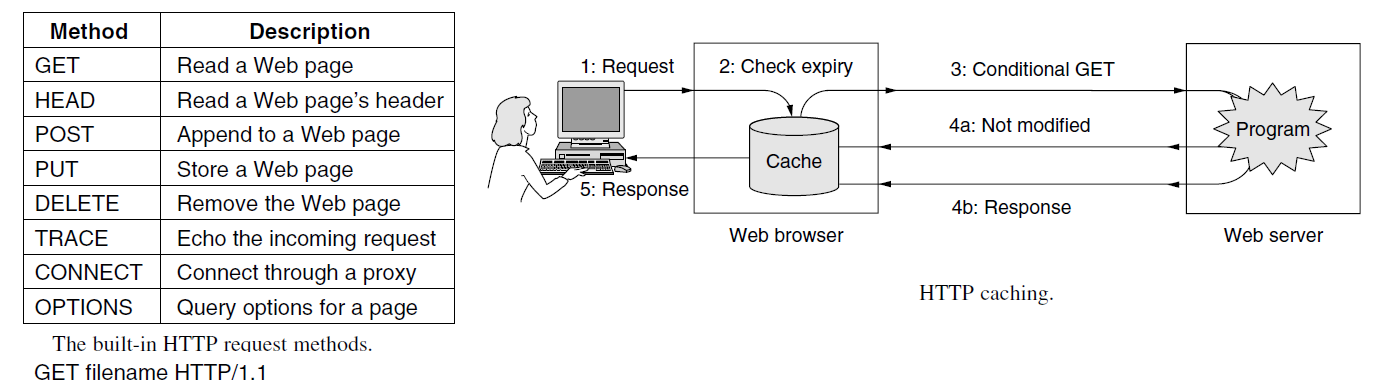 Method Description
GET Read a Web page
HEAD Read a Web page's header
POST Append to a Web page
PUT Store a Web page
DELETE Remove the Web page
TRACE Echo the incoming request
CONNECT Connect through a proxy
OPTIONS Query options for a page
The built-in HTTP request methods.
GET filename HTTP/1.1
1: Request
2: Check expiry
3: Conditional GET
4a: Not modified
Program
Cache
5: Response
4b: Response
Web browser
Web server
HTTP caching.